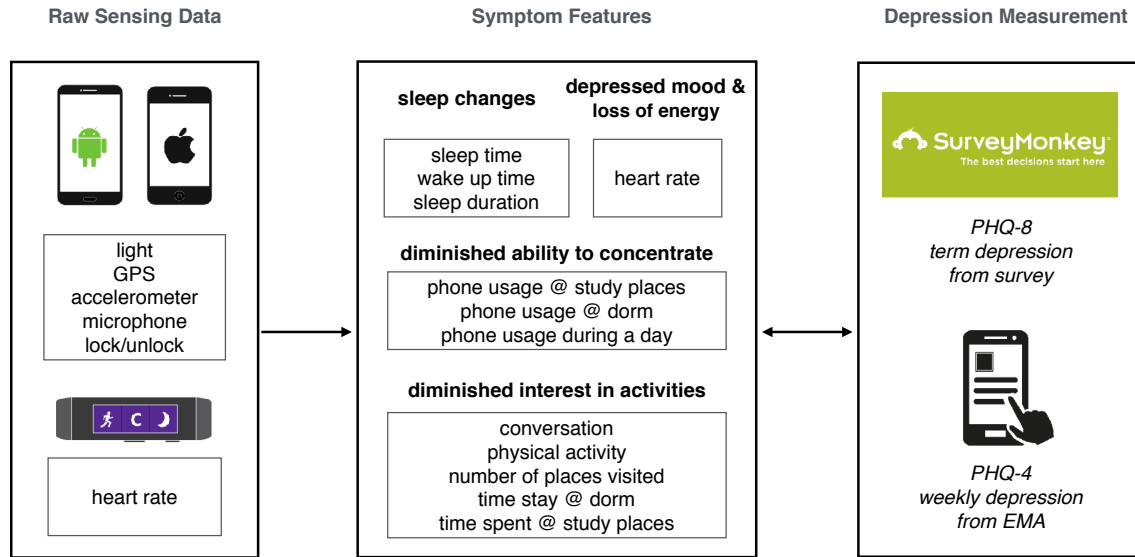 Raw Sensing Data
light
GPS
accelerometer
microphone
lock/unlock
C
heart rate
Symptom Features
sleep changes
sleep time
wake up time
sleep duration
depressed mood &
loss of energy
heart rate
diminished ability to concentrate
phone usage @ study places
phone usage @ dorm
phone usage during a day
diminished interest in activities
conversation
physical activity
number of places visited
time stay @ dorm
time spent @ study places
Depression Measurement
SurveyMonkey
The best decisions start here
PHQ-8
term depression
from survey
PHQ-4
weekly depression
from EMA